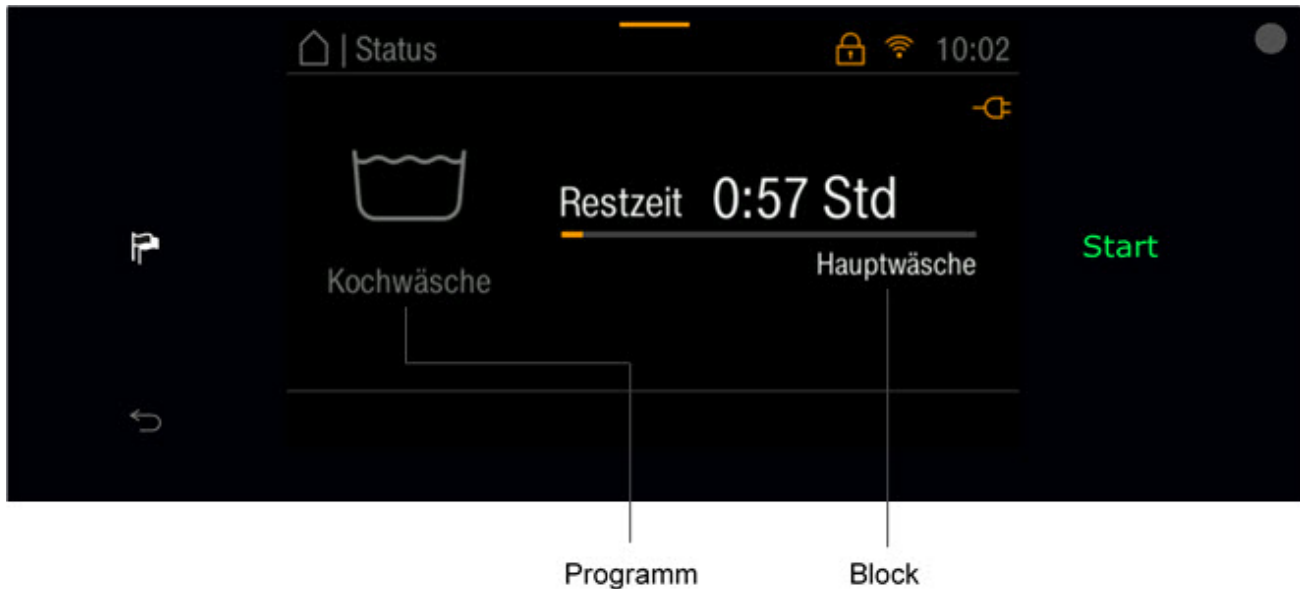 | Status
10:02
Restzeit 0:57 Std
Hauptwäsche
Kochwäsche
Start
Programm
Block